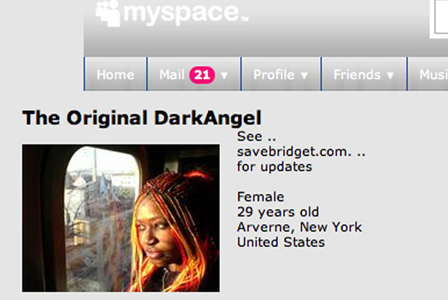 myspace™
Home Mail 21 ▾ Profile ▾ Friends ▾ Musi
The Original DarkAngel
See ..
savebridget.com. ..
for updates
Female
29 years old
Arverne, New York
United States